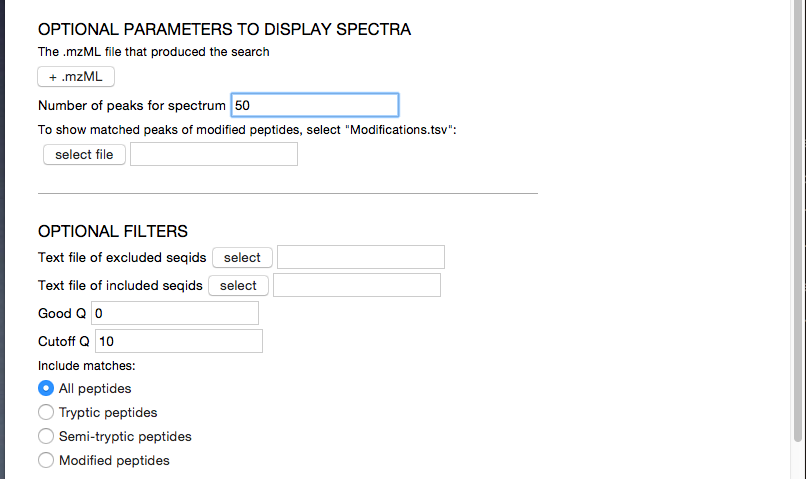 OPTIONAL PARAMETERS TO DISPLAY SPECTRA
The .mzML file that produced the search
+ .mzML
Number of peaks for spectrum 50
To show matched peaks of modified peptides, select "Modifications.tsv":
select file
OPTIONAL FILTERS
Text file of excluded seqids select
Text file of included seqids select
Good Q 0
Cutoff Q 10
Include matches:
All peptides
Tryptic peptides
Semi-tryptic peptides
Modified peptides